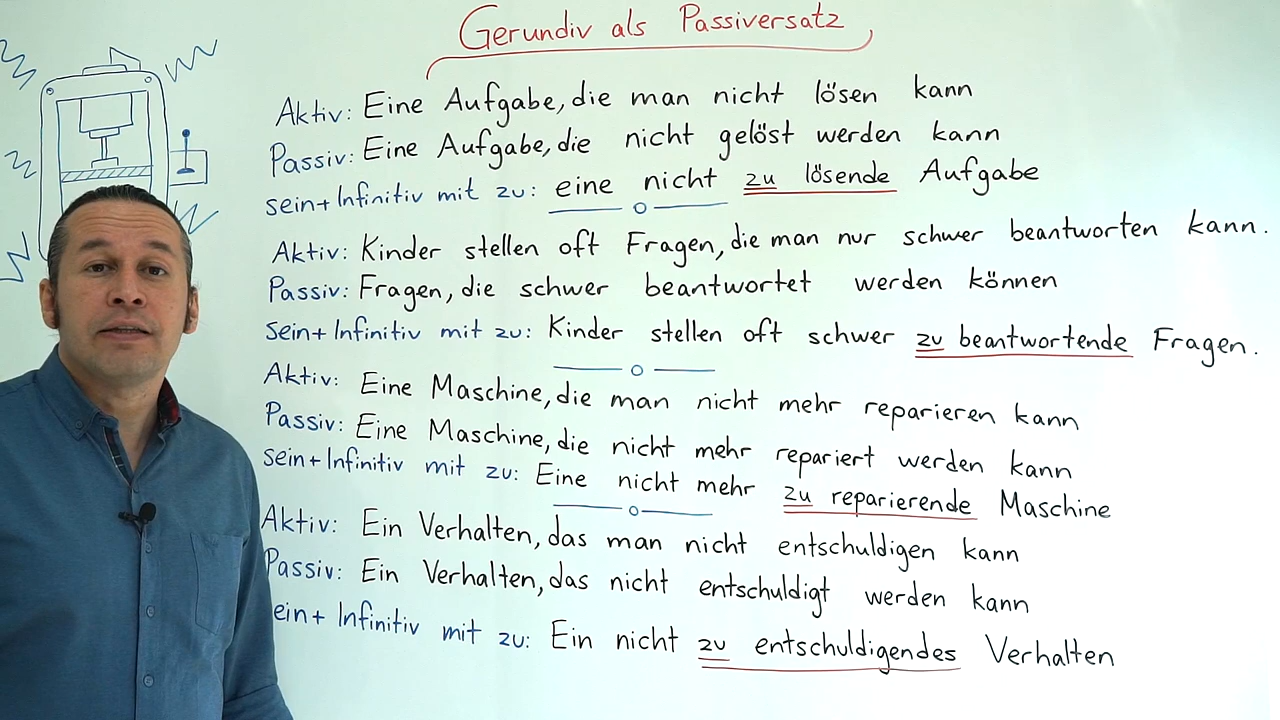 Gerundiv als Passiversatz
Aktiv: Eine Aufgabe, die man nicht lösen kann
Passiv: Eine Aufgabe, die nicht gelöst werden kann
sein+Infinitiv mit zu: eine nicht zu lösende Aufgabe
Aktiv: Kinder stellen oft Fragen, die man nur schwer beantworten kann.
Passiv: Fragen, die schwer beantwortet werden können
sein+Infinitiv mit zu: Kinder stellen oft schwer zu beantwortende Fragen.
Aktiv: Eine Maschine, die man nicht mehr reparieren kann
Passiv: Eine Maschine, die nicht mehr repariert werden kann
sein+Infinitiv mit zu: Eine nicht mehr zu reparierende Maschine
Aktiv: Ein Verhalten, das man nicht entschuldigen kann
Passiv: Ein Verhalten, das nicht entschuldigt werden kann
ein+ Infinitiv mit zu: Ein nicht zu entschuldigendes Verhalten